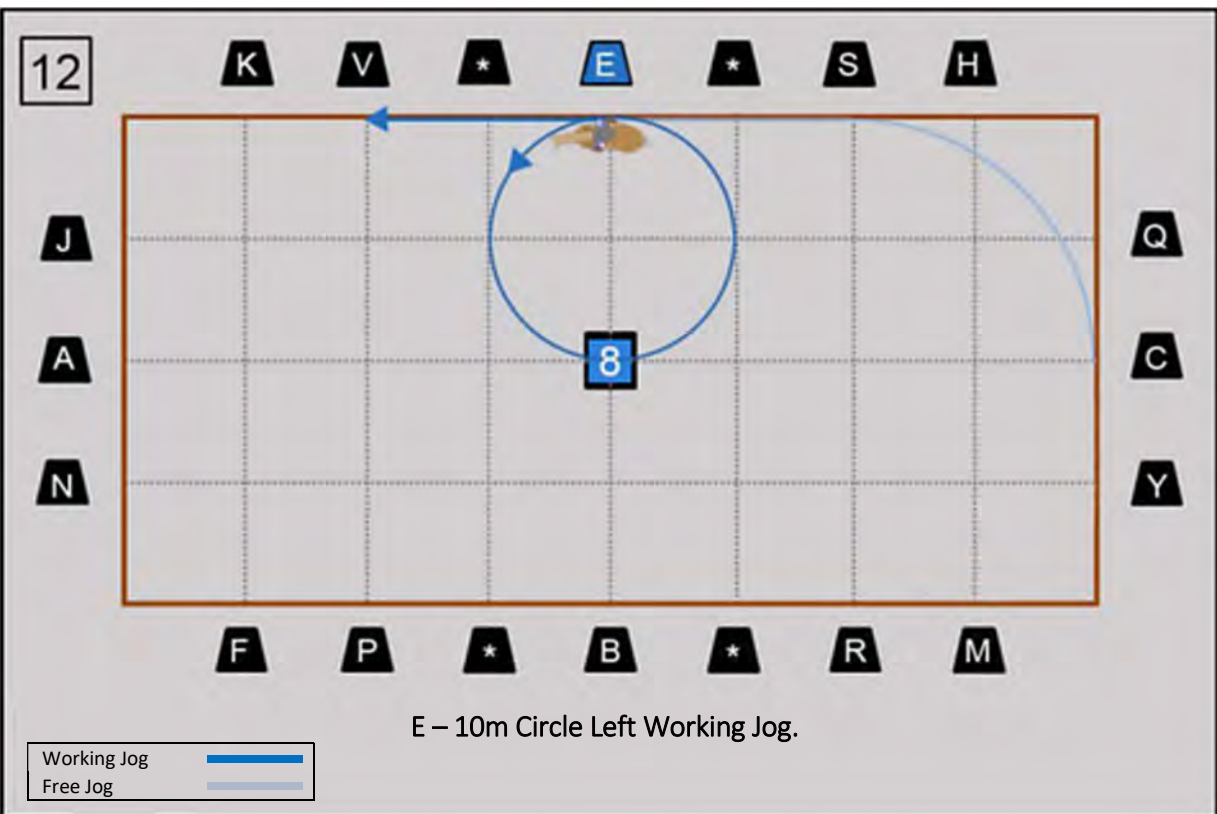 12 K V * E * S H
J Q
8
A C
N Y
F P * B * R M
E – 10m Circle Left Working Jog.
Working Jog
Free Jog